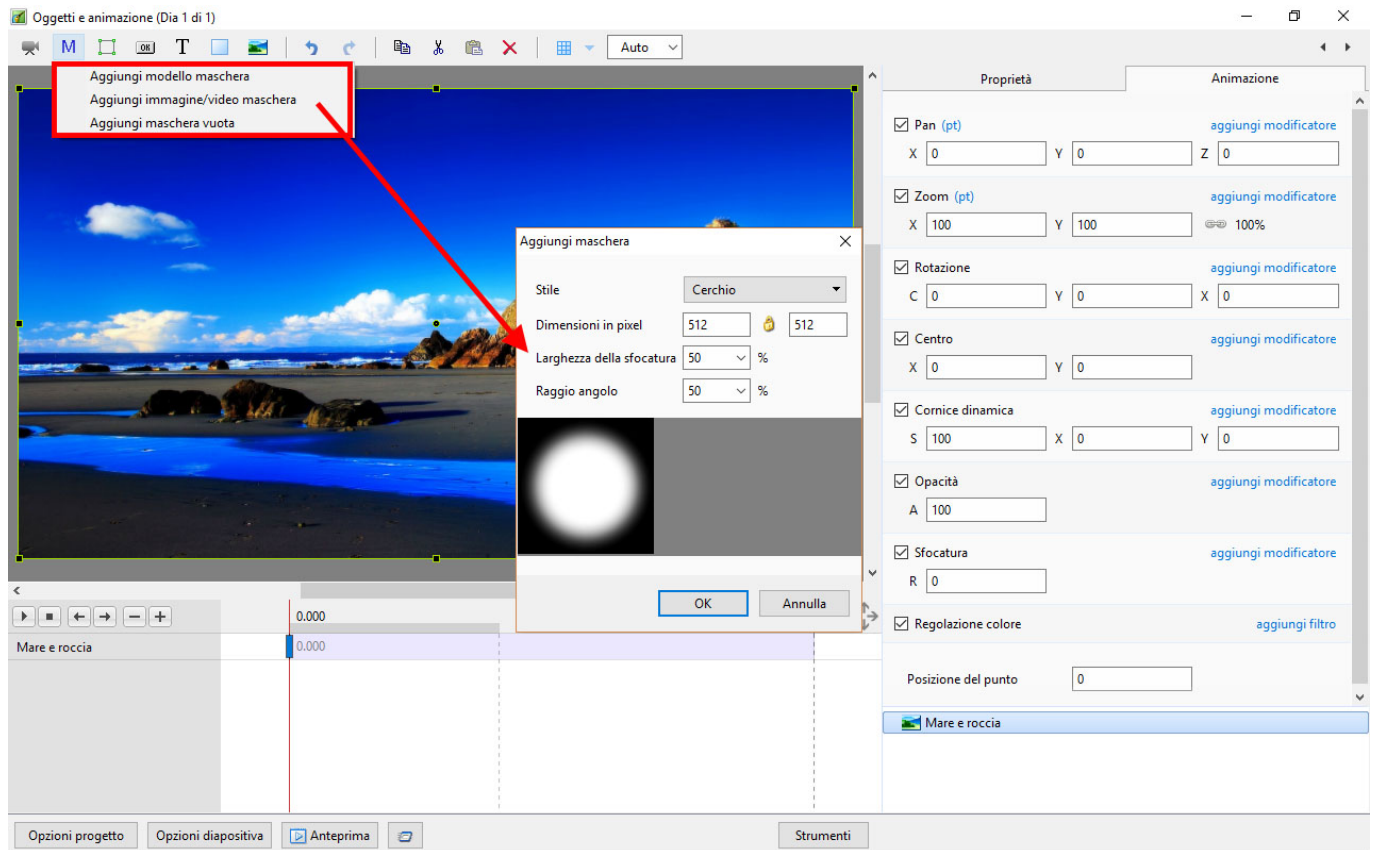 Oggetti e animazione (Dia 1 di 1)
M OK T Auto
Aggiungi modello maschera
Aggiungi immagine/video maschera
Aggiungi maschera vuota
Aggiungi maschera
Stile Cerchio
Dimensioni in pixel 512 512
Larghezza della sfocatura 50 %
Raggio angolo 50 %
OK Annulla
Proprietà Animazione
Pan (pt) aggiungi modificatore
X 0 Y 0 Z 0
Zoom (pt) aggiungi modificatore
X 100 Y 100 100%
Rotazione aggiungi modificatore
C 0 Y 0 X 0
Centro aggiungi modificatore
X 0 Y 0
Cornice dinamica aggiungi modificatore
S 100 X 0 Y 0
Opacità aggiungi modificatore
A 100
Sfocatura aggiungi modificatore
R 0
Regolazione colore aggiungi filtro
Posizione del punto 0
Mare e roccia
0.000
Mare e roccia 0.000
Opzioni progetto Opzioni diapositiva Anteprima Strumenti